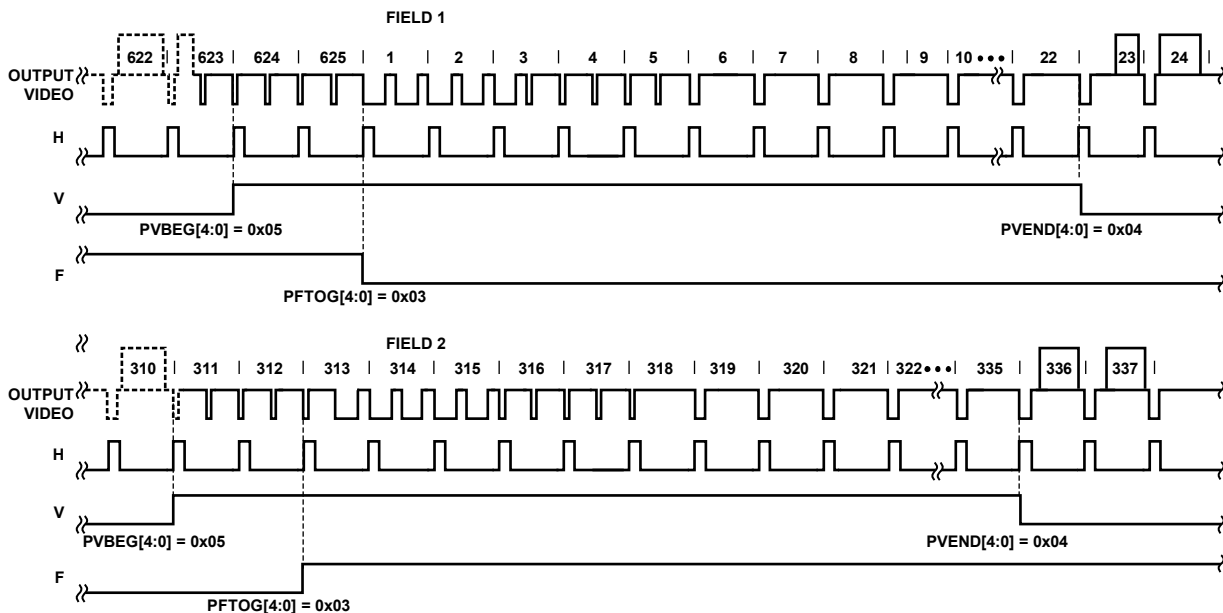 FIELD 1
622 623 624 625 1 2 3 4 5 6 7 8 9 10 ••• 22 23 24
OUTPUT
VIDEO
H
V
PVBEG[4:0] = 0x05 PVEND[4:0] = 0x04
F
PFTOG[4:0] = 0x03
FIELD 2
310 311 312 313 314 315 316 317 318 319 320 321 322 ••• 335 336 337
OUTPUT
VIDEO
H
V
PVBEG[4:0] = 0x05 PVEND[4:0] = 0x04
F
PFTOG[4:0] = 0x03